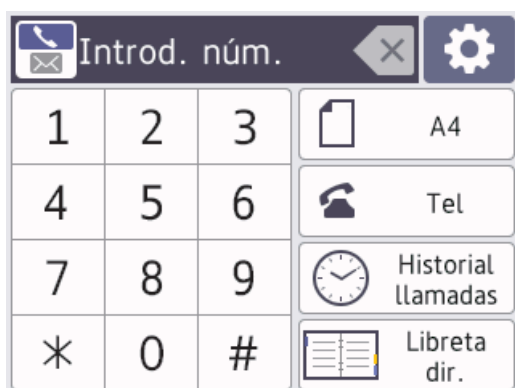 Introd. núm.
1 2 3
4 5 6
7 8 9
* 0 #
A4
Tel
Historial
llamadas
Libreta
dir.